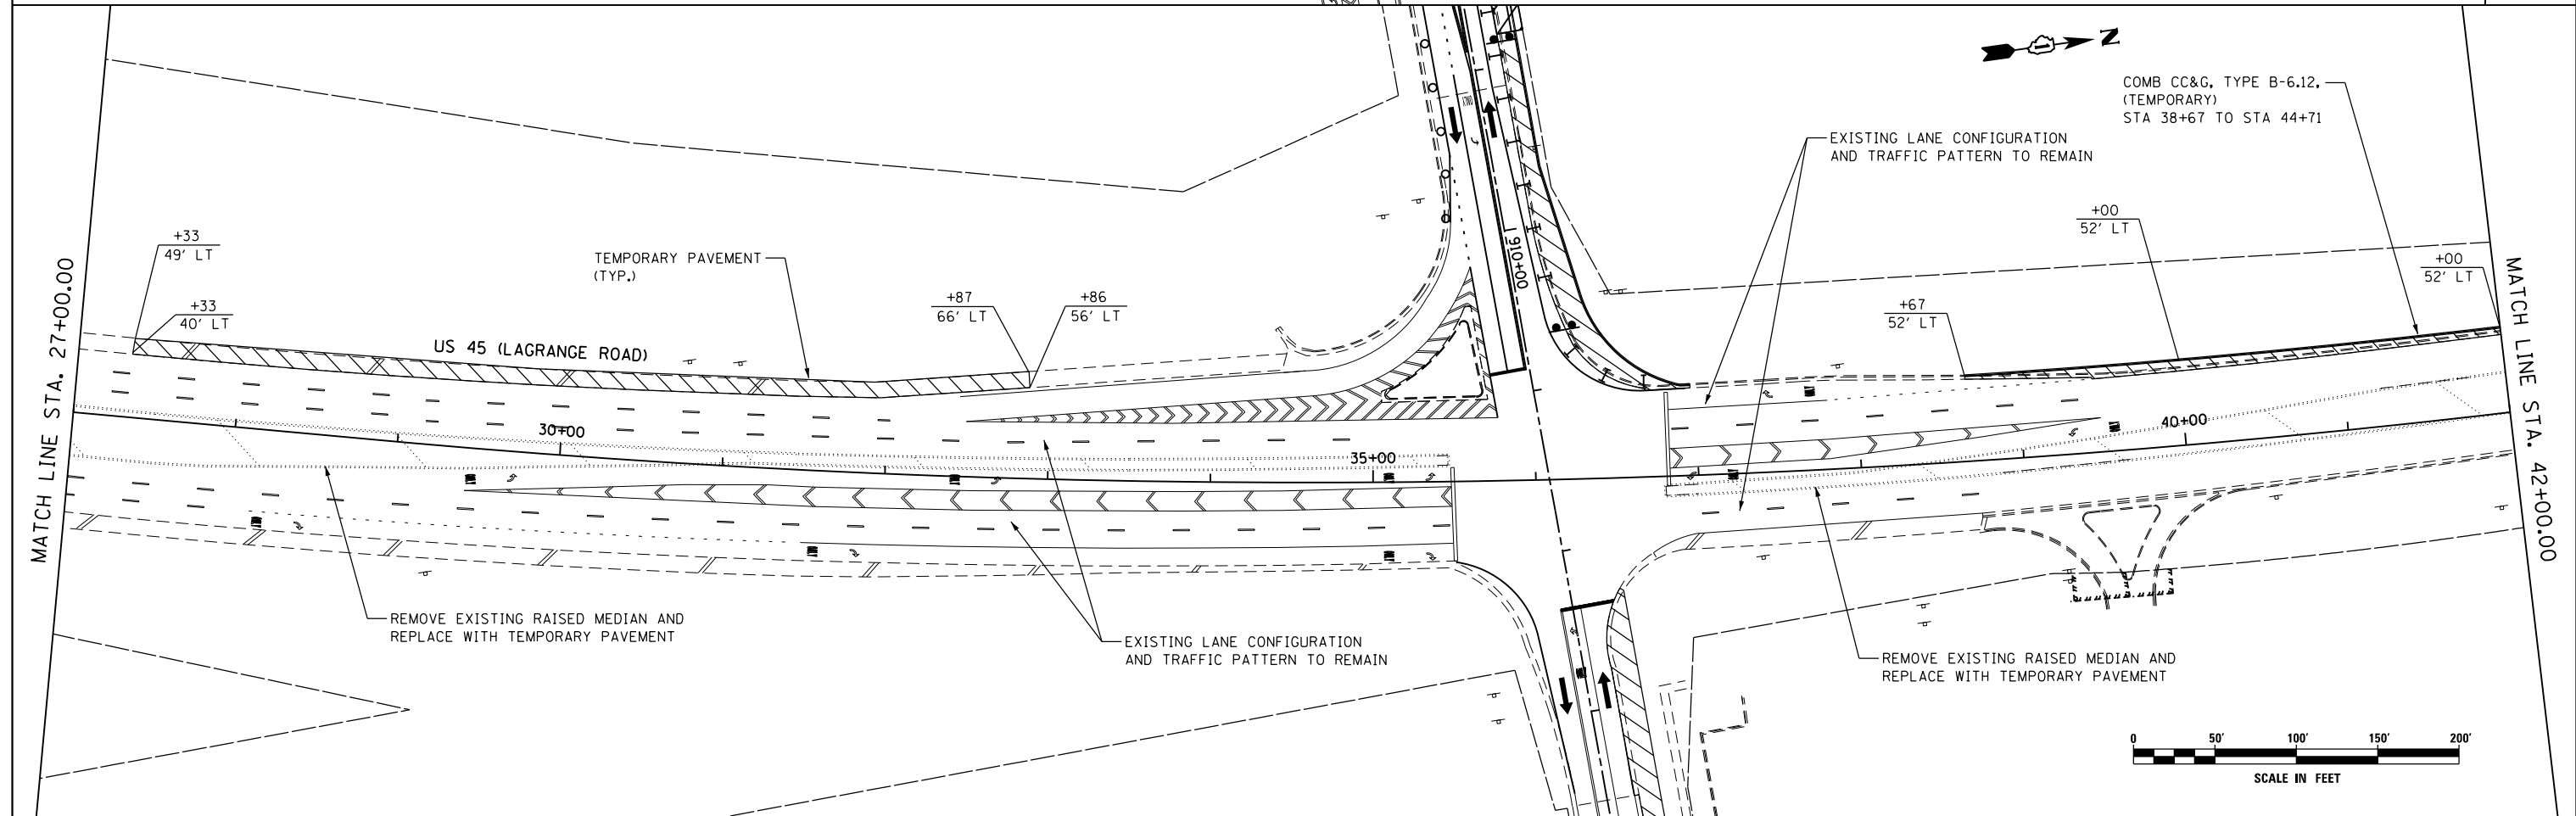 N
COMB CC&G, TYPE B-6.12,
(TEMPORARY)
STA 38+67 TO STA 44+71
EXISTING LANE CONFIGURATION
AND TRAFFIC PATTERN TO REMAIN
+00
52' LT
+00
52' LT
+67
52' LT
+33
49' LT
+33
40' LT
TEMPORARY PAVEMENT
(TYP.)
+87
66' LT
+86
56' LT
US 45 (LAGRANGE ROAD)
910+00
MATCH LINE STA. 27+00.00
MATCH LINE STA. 42+00.00
30+00
35+00
40+00
REMOVE EXISTING RAISED MEDIAN AND
REPLACE WITH TEMPORARY PAVEMENT
EXISTING LANE CONFIGURATION
AND TRAFFIC PATTERN TO REMAIN
REMOVE EXISTING RAISED MEDIAN AND
REPLACE WITH TEMPORARY PAVEMENT
0 50' 100' 150' 200'
SCALE IN FEET